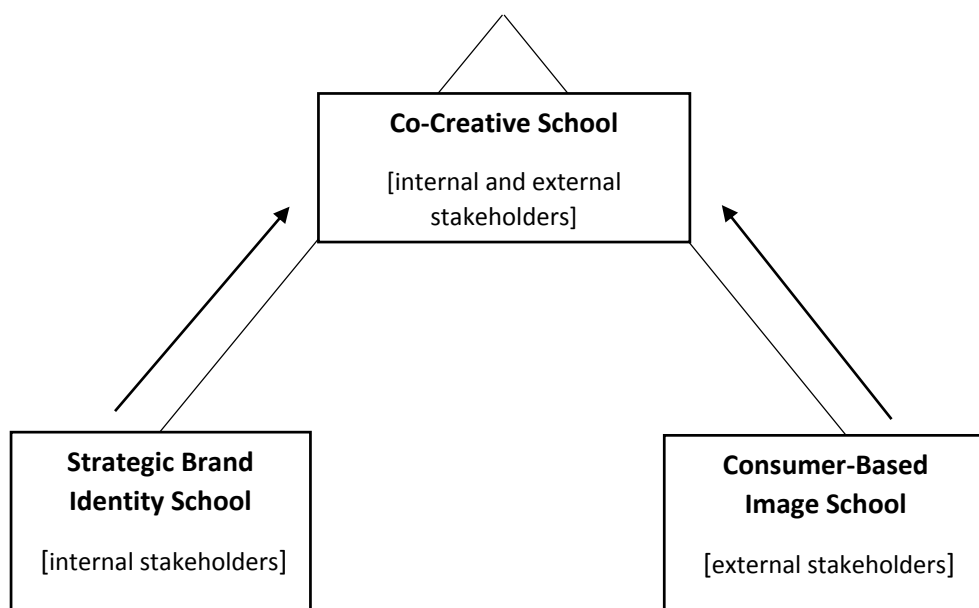 Co-Creative School
[internal and external
stakeholders]
Strategic Brand
Identity School
[internal stakeholders]
Consumer-Based
Image School
[external stakeholders]